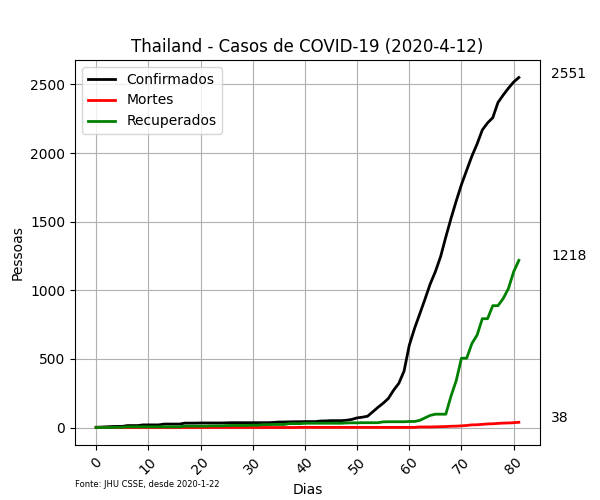 Thailand - Casos de COVID-19 (2020-4-12)
Confirmados
Mortes
Recuperados
2551
1218
38
Pessoas
2500
2000
1500
1000
500
0
0 10 20 30 40 50 60 70 80
Fonte: JHU CSSE, desde 2020-1-22
Dias